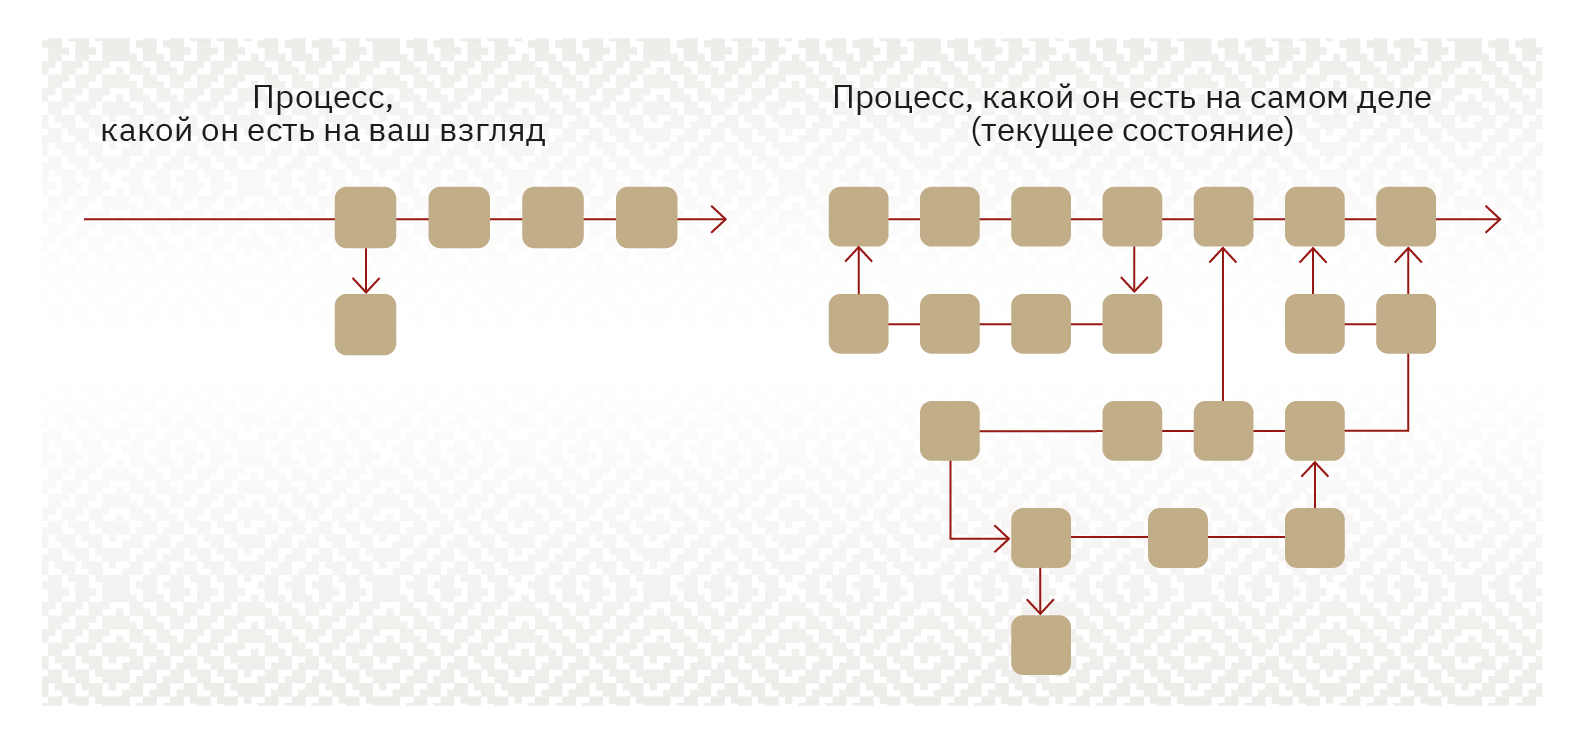 Процесс,
какой он есть на ваш взгляд
Процесс, какой он есть на самом деле
(текущее состояние)